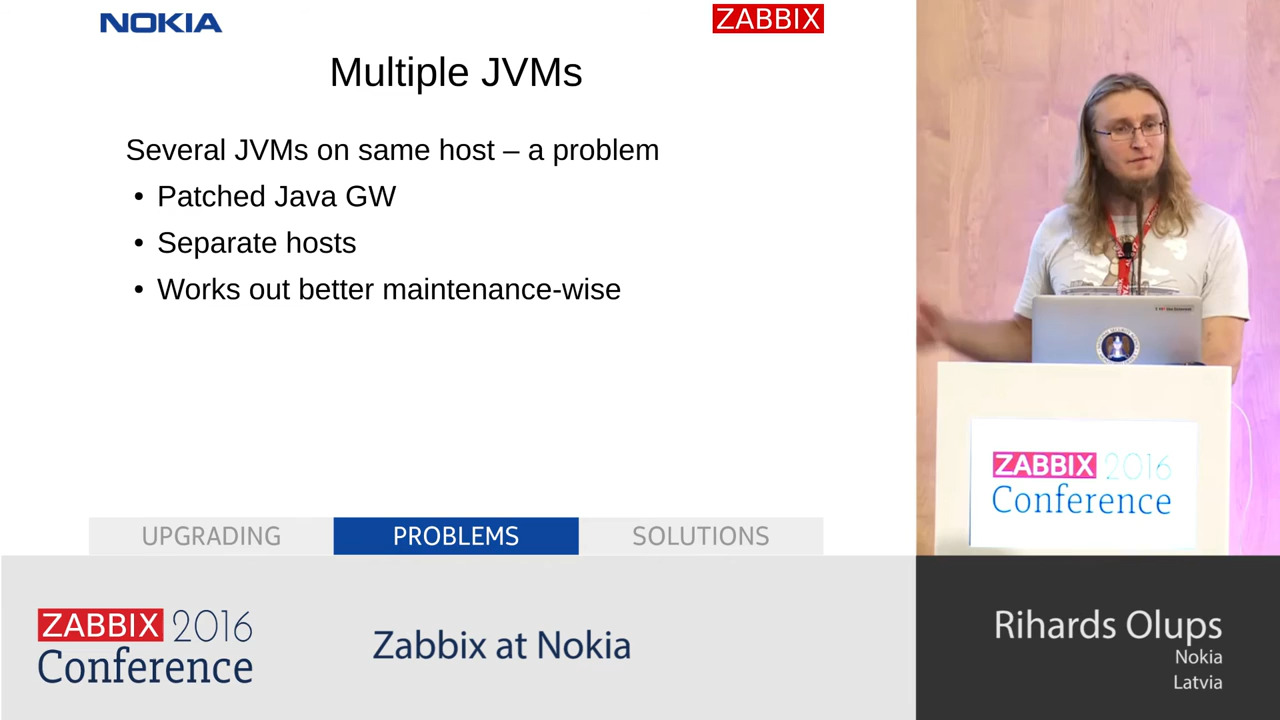 NOKIA
ZABBIX
Multiple JVMs
Several JVMs on same host – a problem
• Patched Java GW
• Separate hosts
• Works out better maintenance-wise
UPGRADING
PROBLEMS
SOLUTIONS
ZABBIX 2016
Conference
ZABBIX 2016
Conference
Zabbix at Nokia
Rihards Olups
Nokia
Latvia